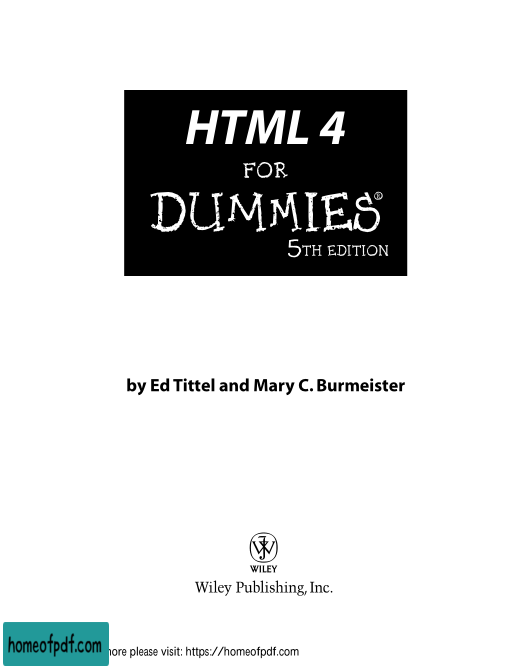 HTML 4
FOR
DUMMIES®
5TH EDITION
by Ed Tittel and Mary C. Burmeister
WILEY
Wiley Publishing, Inc.
homeofpdf.com
please visit: https://homeofpdf.com